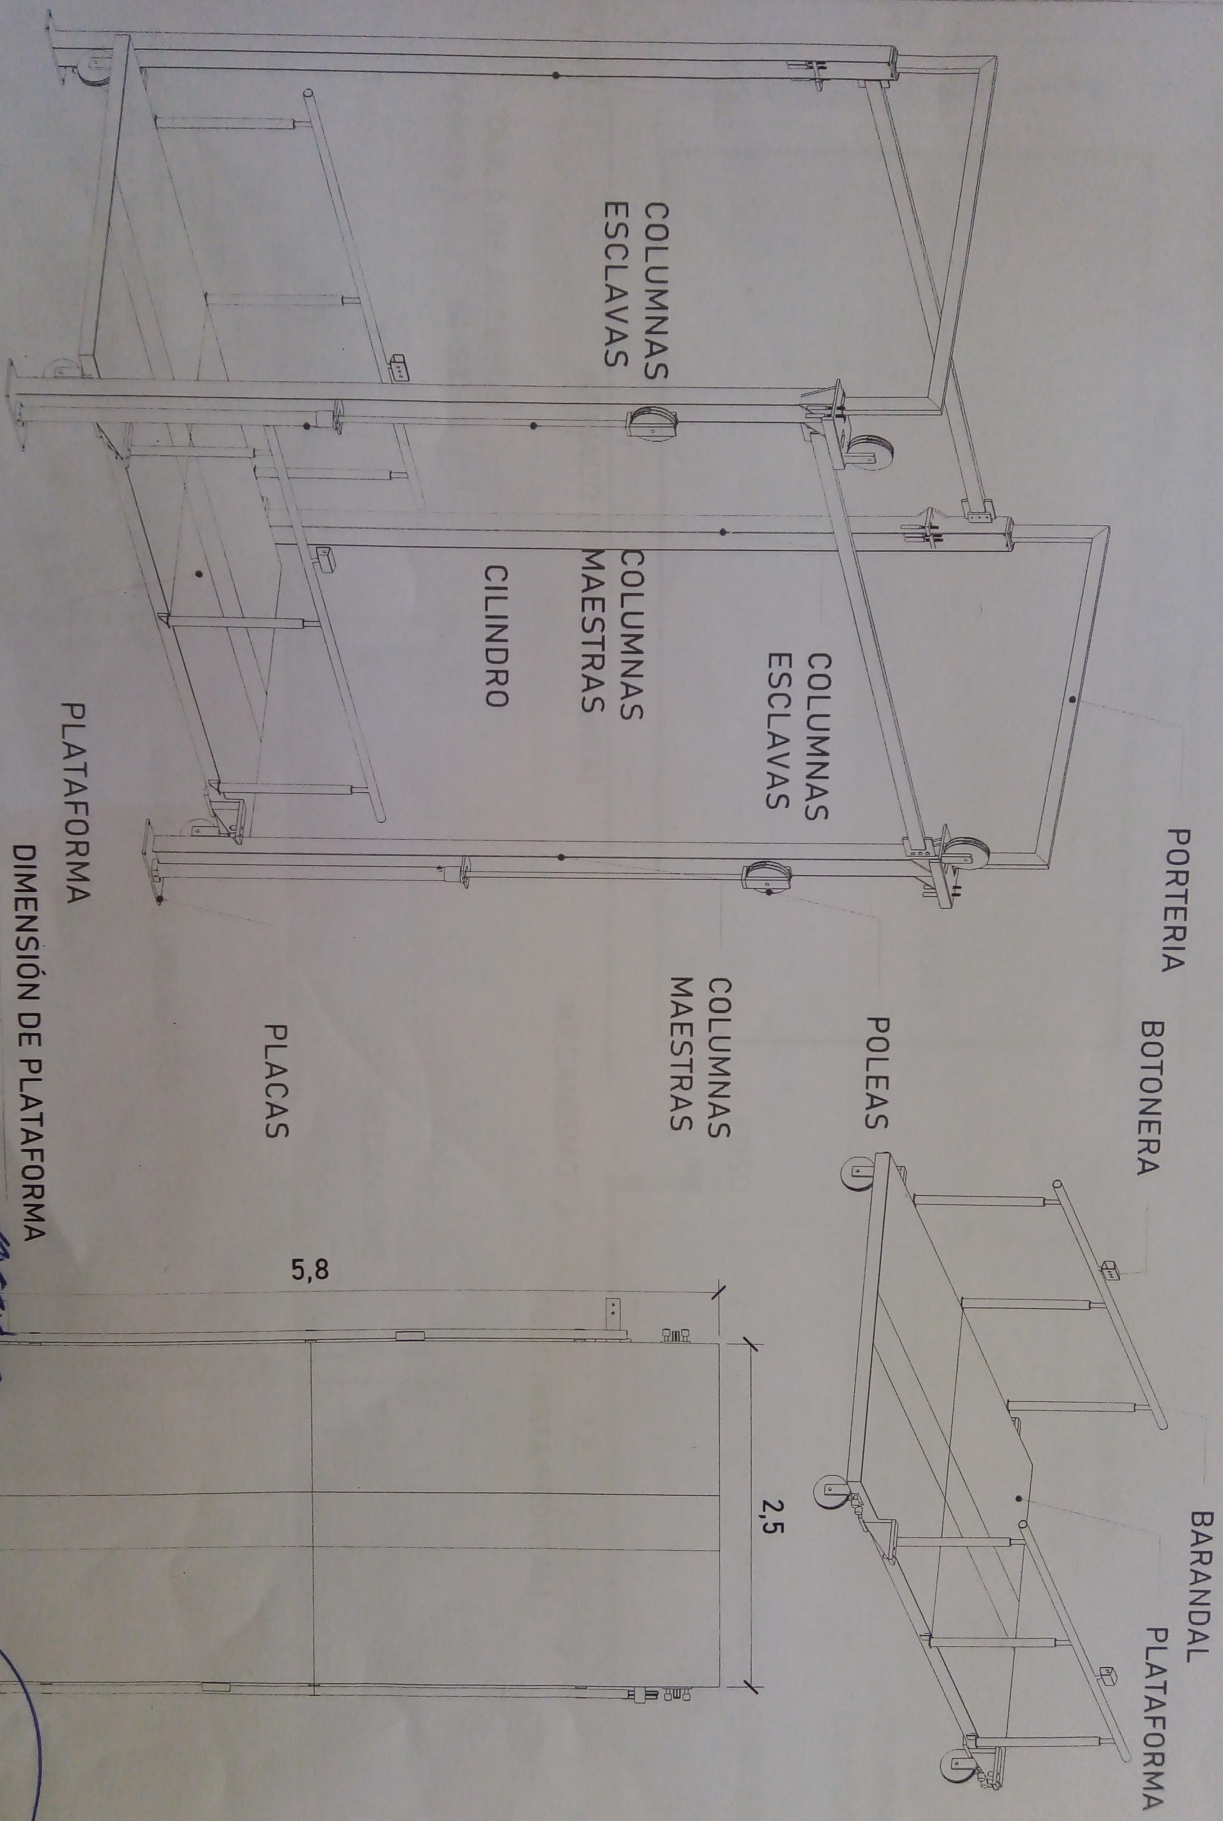 PORTERIA
BOTONERA
BARANDAL
PLATAFORMA
COLUMNAS
ESCLAVAS
COLUMNAS
ESCLAVAS
POLEAS
COLUMNAS
MAESTRAS
COLUMNAS
MAESTRAS
CILINDRO
PLACAS
PLATAFORMA
DIMENSIÓN DE PLATAFORMA
5,8
2,5